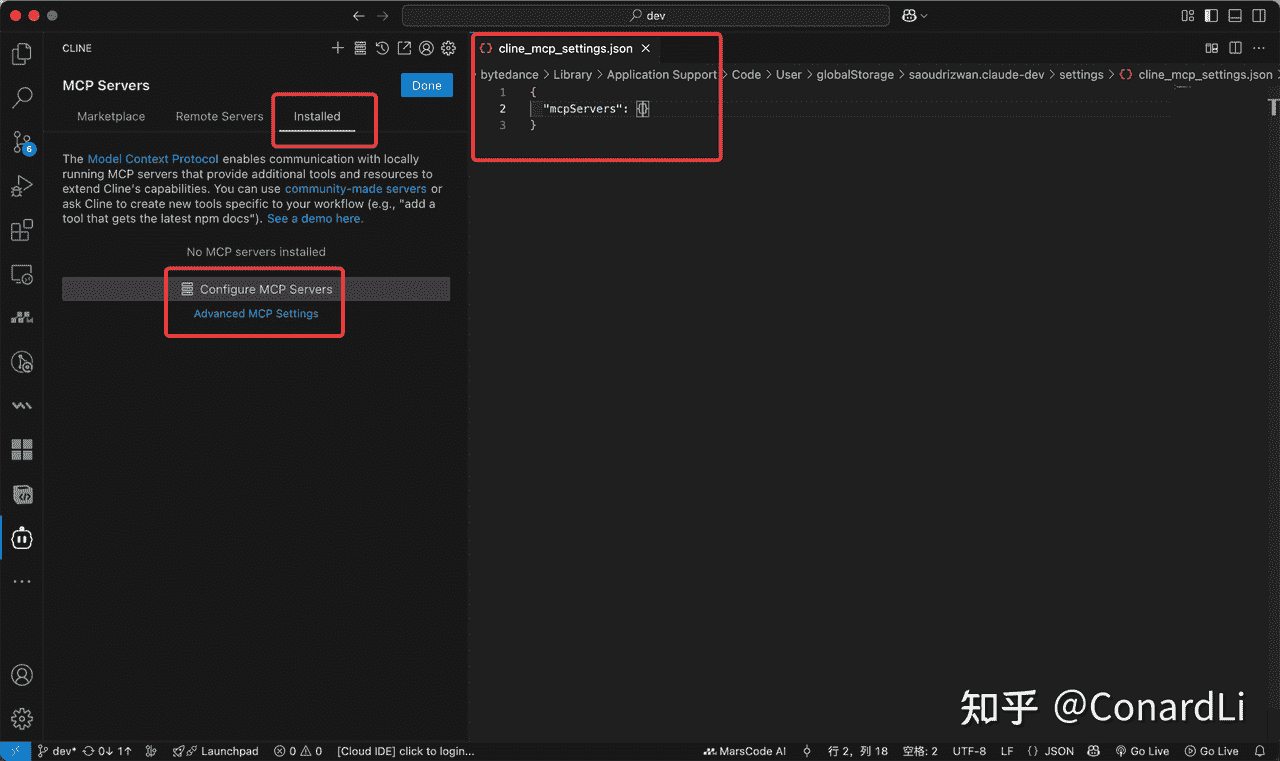 dev
CLINE
MCP Servers
Done
Marketplace
Remote Servers
Installed
The Model Context Protocol enables communication with locally
running MCP servers that provide additional tools and resources to
extend Cline's capabilities. You can use community-made servers or
ask Cline to create new tools specific to your workflow (e.g., "add a
tool that gets the latest npm docs"). See a demo here.
No MCP servers installed
Configure MCP Servers
Advanced MCP Settings
6
{} cline_mcp_settings.json ×
bytedance > Library > Application Support > Code > User > globalStorage > saoudrizwan.claude-dev > settings > {} cline_mcp_settings.json
1 {
2 "mcpServers": {}
3 }
知乎 @ConardLi
dev* 0↓ 1↑ Launchpad 0 0 [Cloud IDE] click to login... MarsCode AI 行 2，列 18 空格: 2 UTF-8 LF {} JSON Go Live Go Live